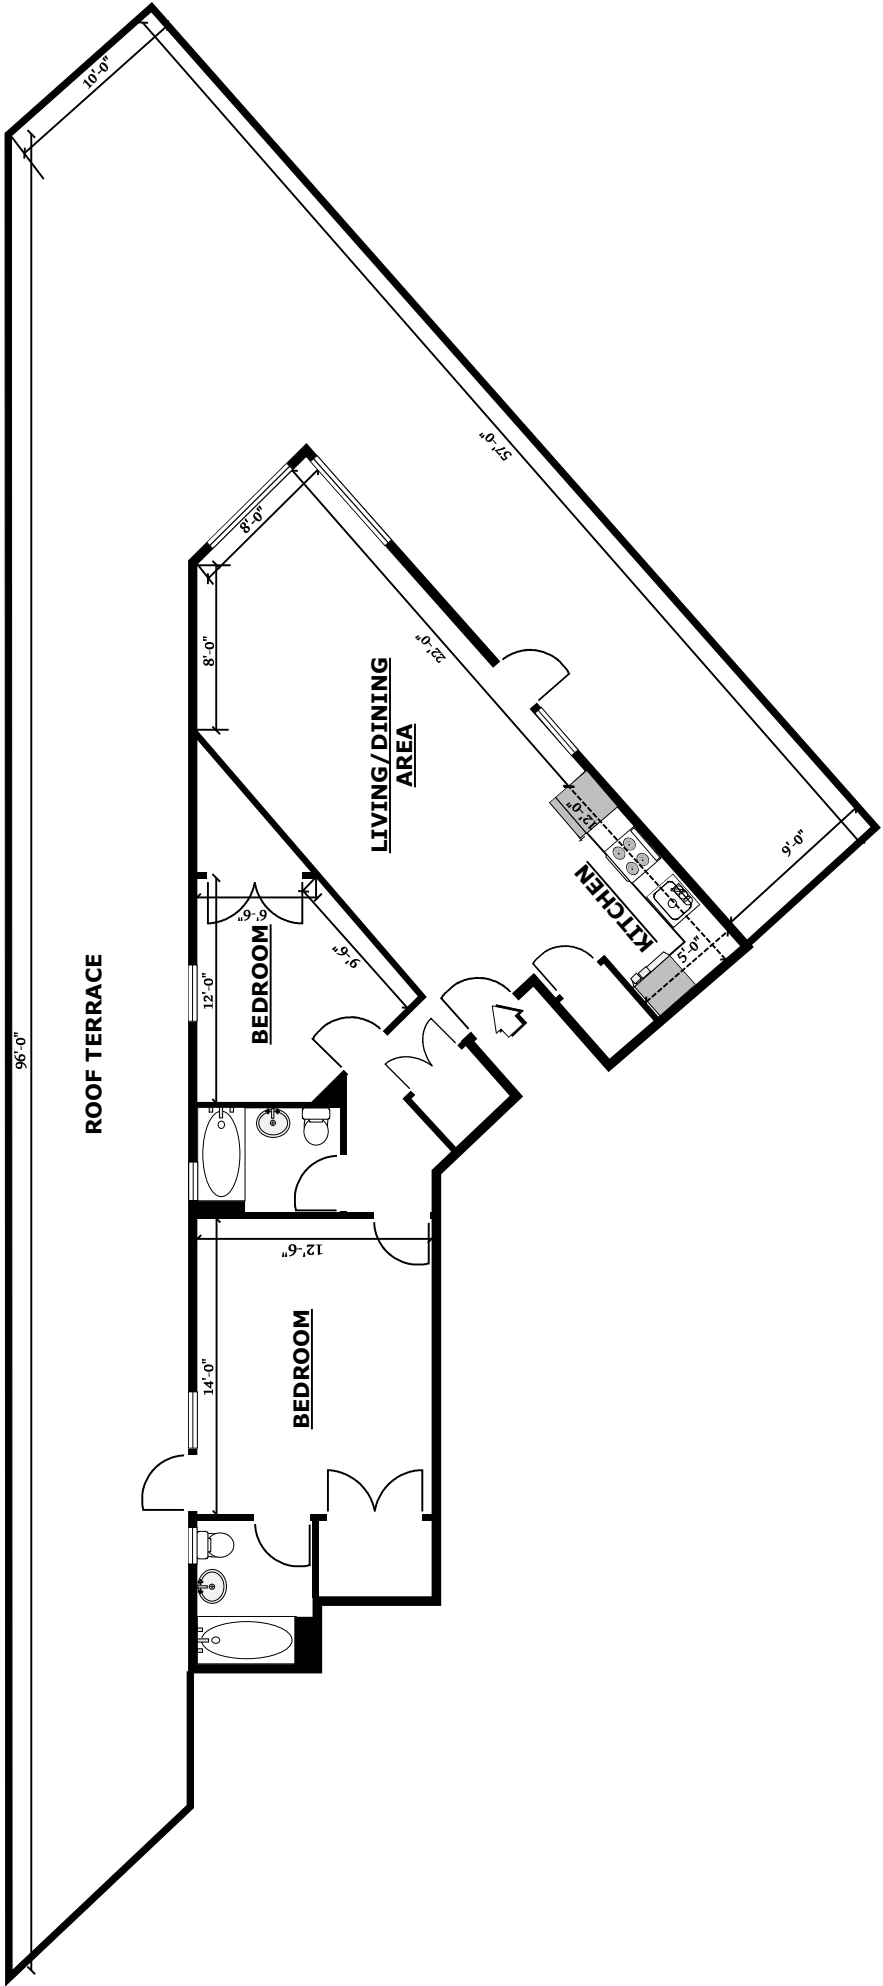 10'-0"
57'-0"
8'-0"
8'-0"
22'-0"
LIVING/DINING
AREA
12'-0"
9'-0"
KITCHEN
5'-0"
6'-6"
BEDROOM
9'-6"
12'-0"
ROOF TERRACE
96'-0"
12'-6"
BEDROOM
14'-0"